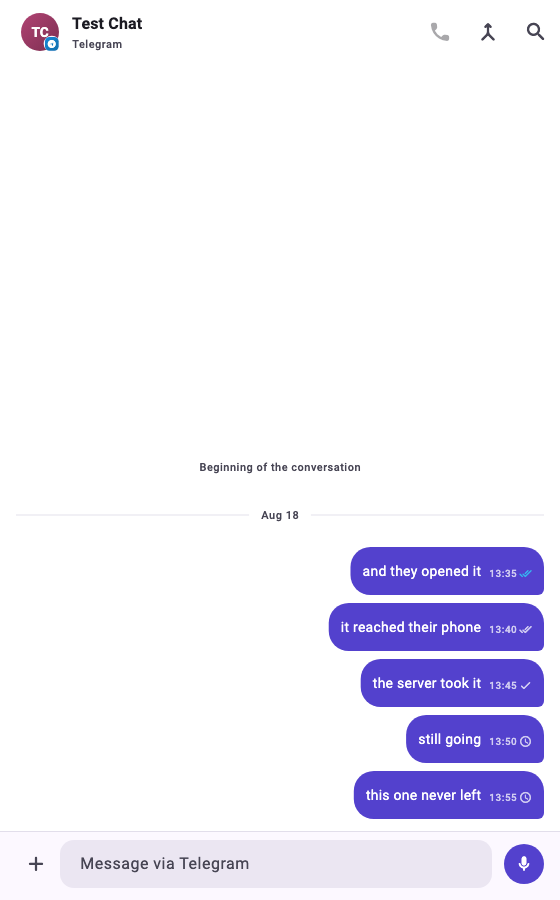 TC
Test Chat
Telegram
Beginning of the conversation
Aug 18
and they opened it 13:35
it reached their phone 13:40
the server took it 13:45
still going 13:50
this one never left 13:55
Message via Telegram